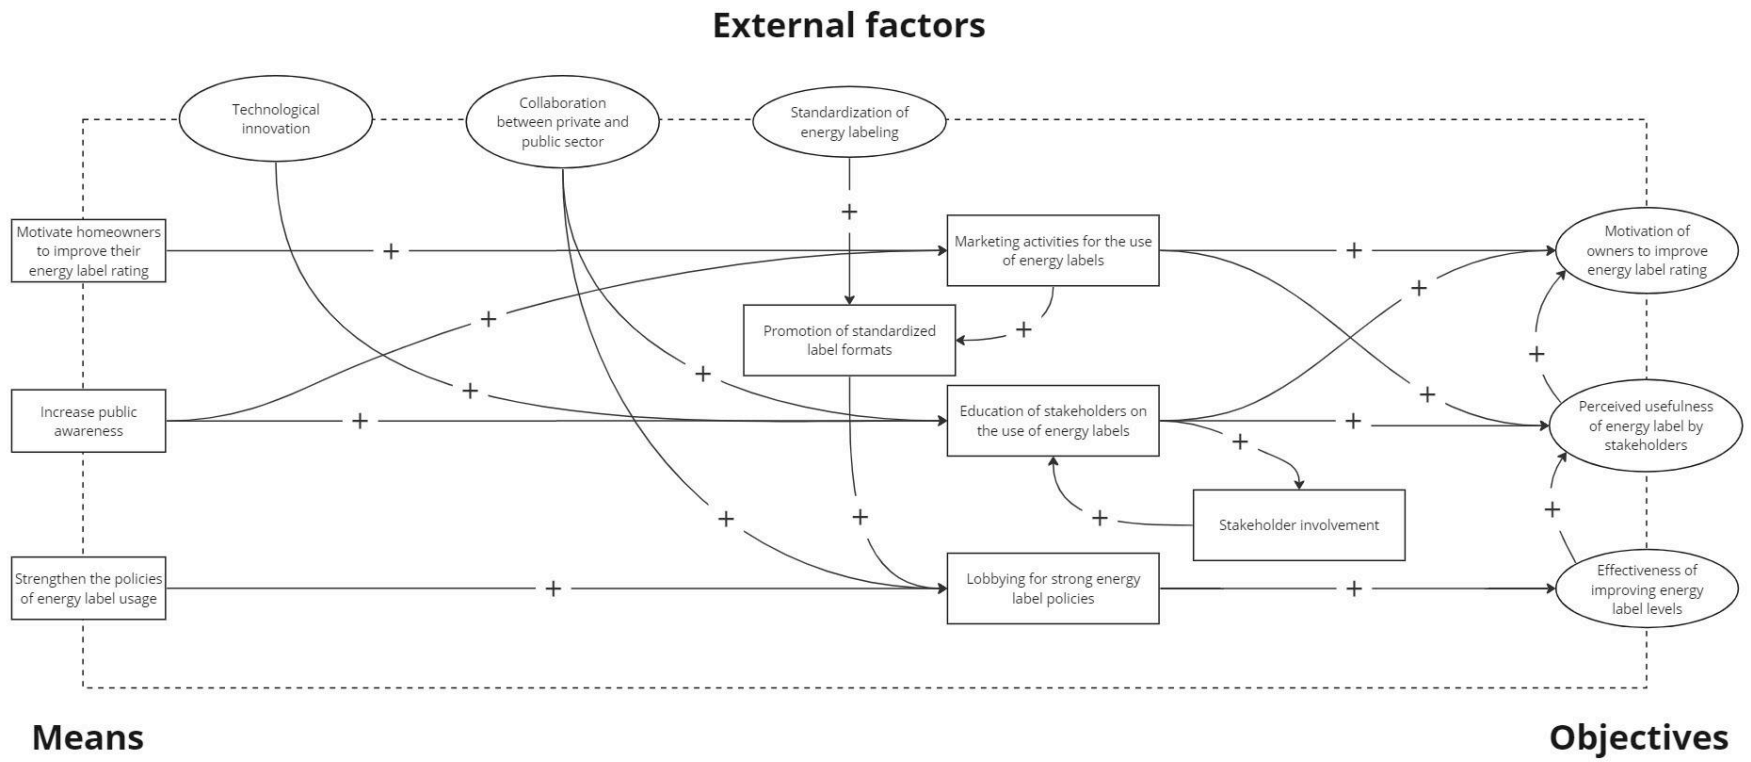 External factors
Technological
innovation
Collaboration
between private and
public sector
Standardization of
energy labeling
+
Motivate homeowners
to improve their
energy label rating
+
Marketing activities for the use
of energy labels
+
Motivation of
owners to improve
energy label rating
+
+
Promotion of standardized
label formats
+
+
+
+
+
Increase public
awareness
+
Education of stakeholders on
the use of energy labels
+
Perceived usefulness
of energy label by
stakeholders
+
+
+
+
Stakeholder involvement
+
Strengthen the policies
of energy label usage
+
Lobbying for strong energy
label policies
+
Effectiveness of
improving energy
label levels
Means
Objectives